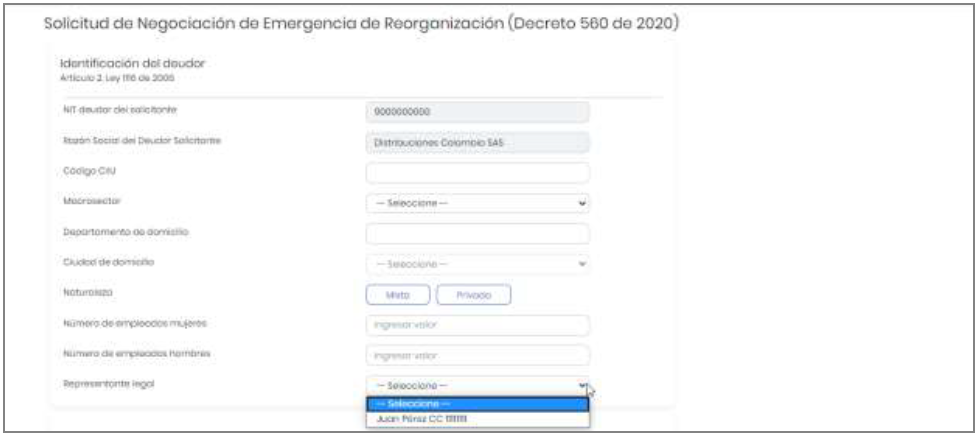 Solicitud de Negociación de Emergencia de Reorganización (Decreto 560 de 2020)
Identificación del deudor
Artículo 2. Ley 1116 de 2006
NIT deudor del solicitante
9000000000
Razón Social del Deudor Solicitante
Distribuciones Colombia SAS
Código CIIU
Macrosector
-- Seleccione --
Departamento de domicilio
Ciudad de domicilio
-- Seleccione --
Naturaleza
Mixta
Privada
Número de empleados mujeres
Ingresar valor
Número de empleados hombres
Ingresar valor
Representante legal
-- Seleccione --
-- Seleccione --
Juan Pérez CC